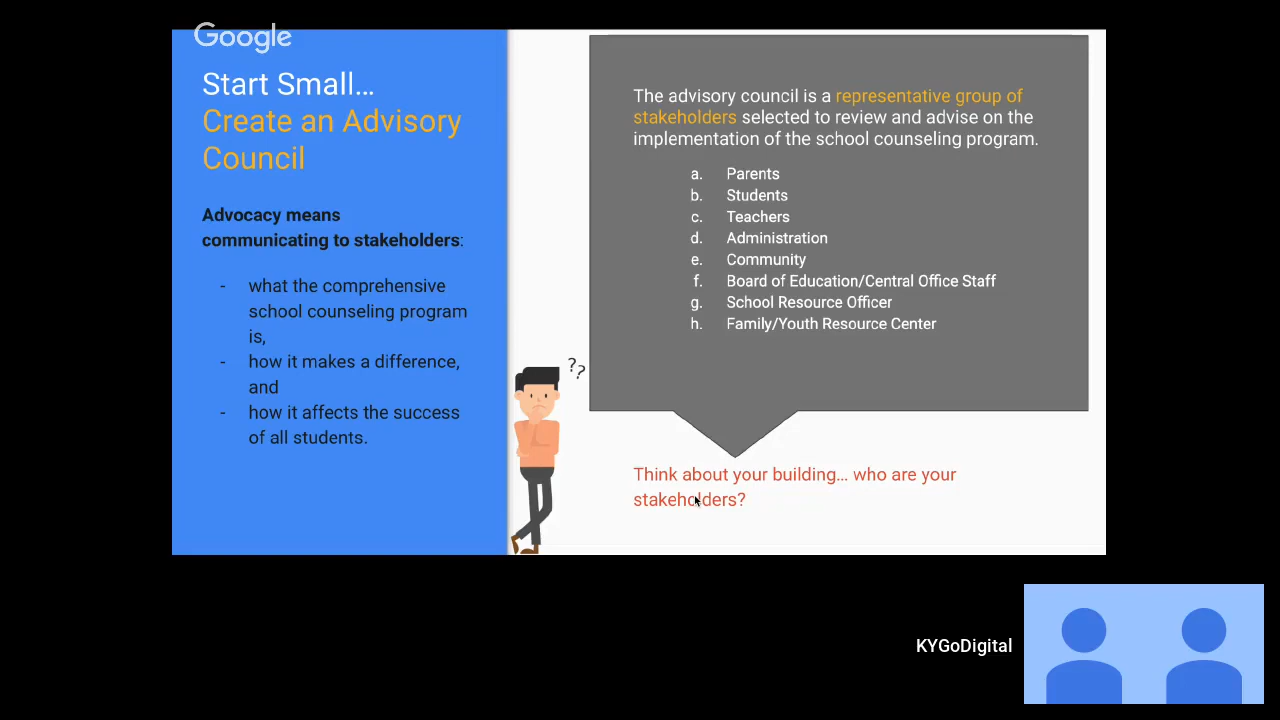 Google
Start Small…
Create an Advisory
Council
Advocacy means
communicating to stakeholders:
- what the comprehensive
school counseling program
is,
- how it makes a difference,
and
- how it affects the success
of all students.
??
The advisory council is a representative group of
stakeholders selected to review and advise on the
implementation of the school counseling program.
a. Parents
b. Students
c. Teachers
d. Administration
e. Community
f. Board of Education/Central Office Staff
g. School Resource Officer
h. Family/Youth Resource Center
Think about your building… who are your
stakeholders?
KYGoDigital